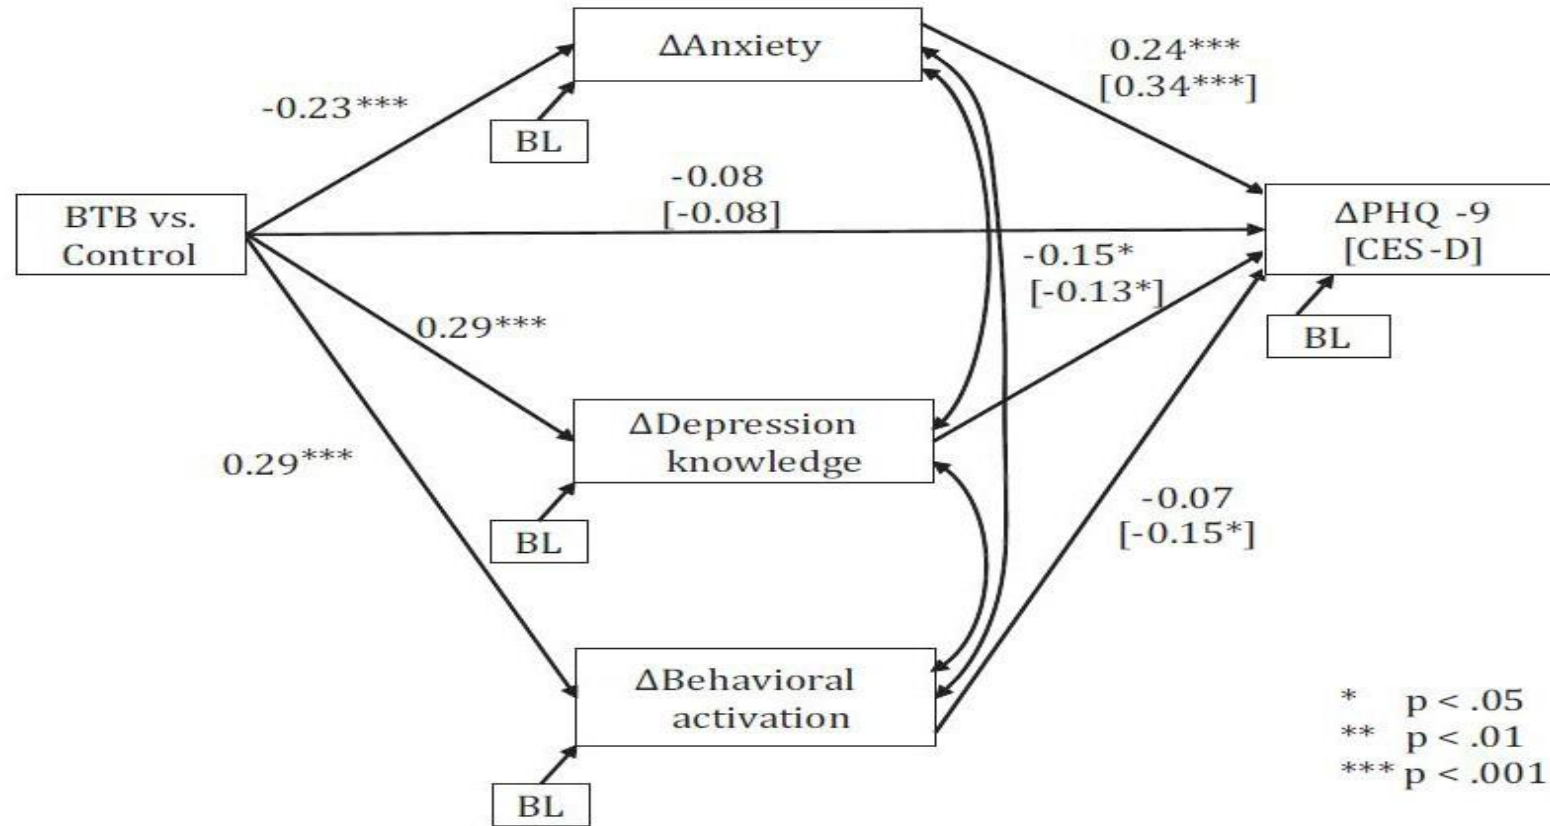 ΔAnxiety
0.24***
[0.34***]
-0.23***
BL
-0.08
[-0.08]
BTB vs.
Control
ΔPHQ -9
[CES -D]
-0.15*
[-0.13*]
0.29***
BL
ΔDepression
knowledge
0.29***
-0.07
[-0.15*]
BL
ΔBehavioral
activation
* p < .05
** p < .01
*** p < .001
BL